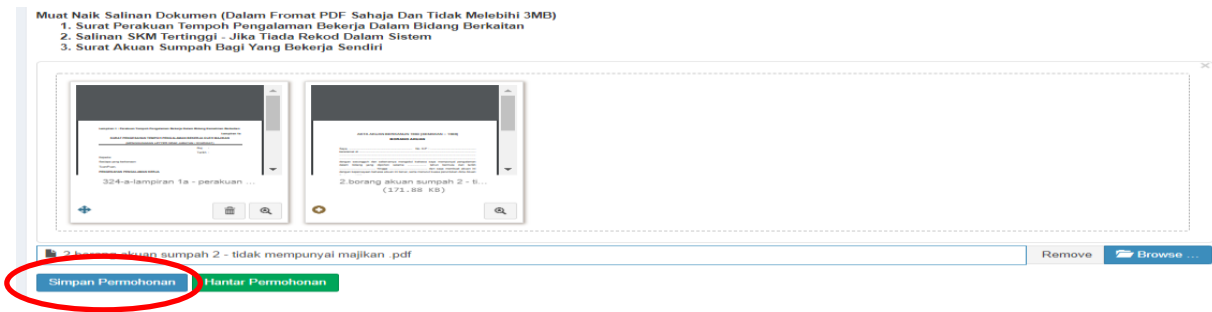 Muat Naik Salinan Dokumen (Dalam Fromat PDF Sahaja Dan Tidak Melebihi 3MB)
1. Surat Perakuan Tempoh Pengalaman Bekerja Dalam Bidang Berkaitan
2. Salinan SKM Tertinggi - Jika Tiada Rekod Dalam Sistem
3. Surat Akuan Sumpah Bagi Yang Bekerja Sendiri
324-a-lampiran 1a - perakuan ...
2.borang akuan sumpah 2 - ti...
(171.88 KB)
2.borang akuan sumpah 2 - tidak mempunyai majikan .pdf
Remove
Browse ...
Simpan Permohonan
Hantar Permohonan